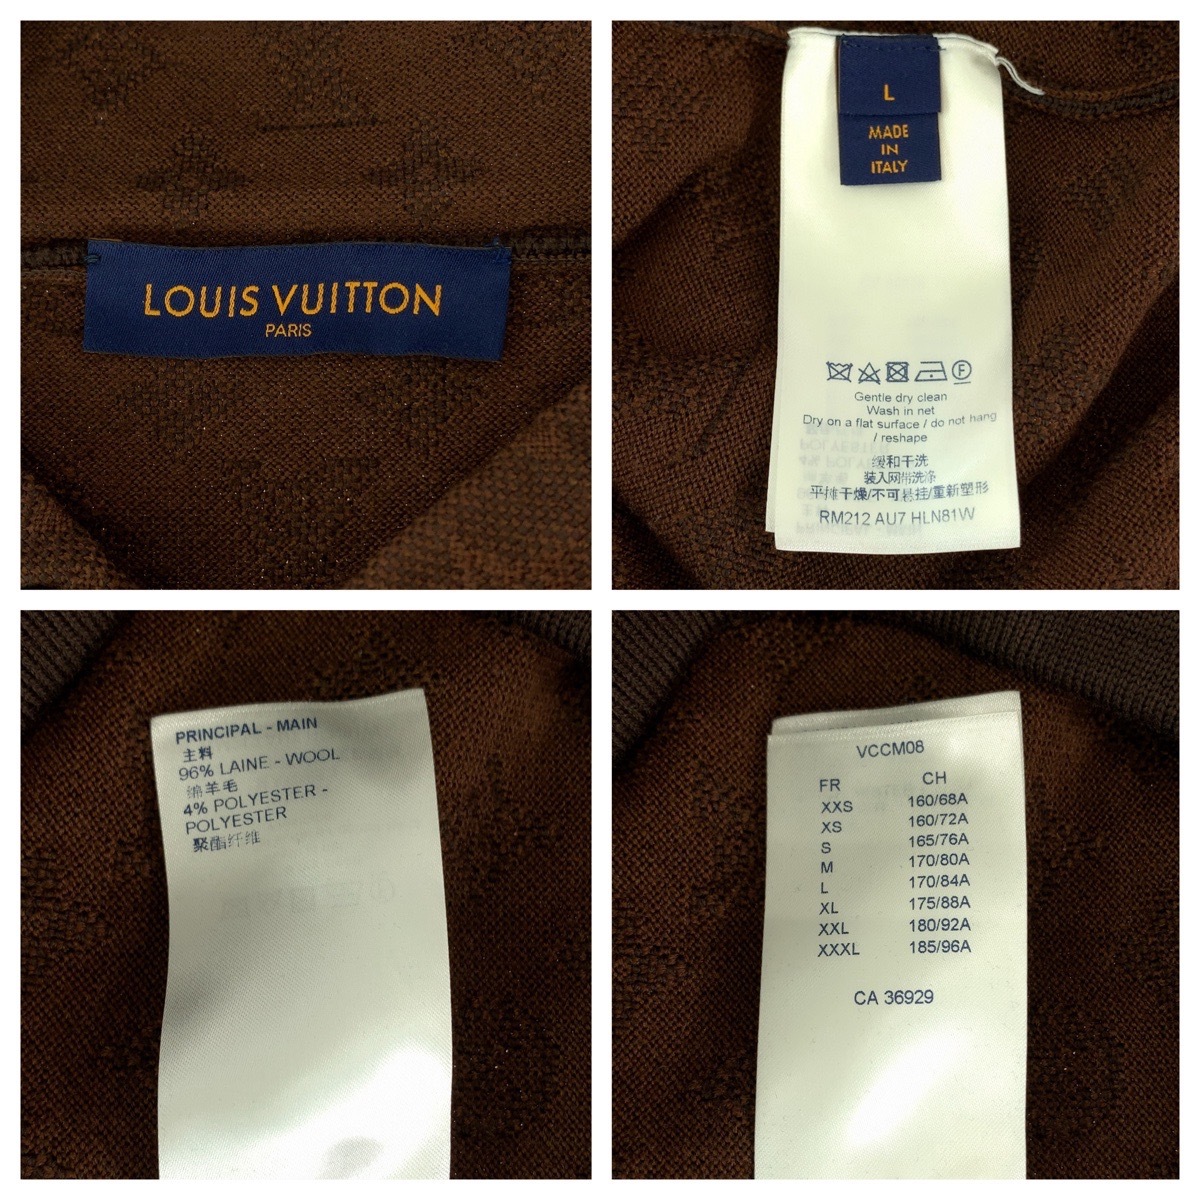 LOUIS VUITTON
PARIS
L
MADE
IN
ITALY
F
Gentle dry clean
Wash in net
Dry on a flat surface / do not hang
/ reshape
缓和干洗
装入网带洗涤
平摊干燥/不可悬挂/重新塑形
RM212 AU7 HLN81W
PRINCIPAL - MAIN
主料
96% LAINE - WOOL
绵羊毛
4% POLYESTER -
POLYESTER
聚酯纤维
VCCM08
FR CH
XXS 160/68A
XS 160/72A
S 165/76A
M 170/80A
L 170/84A
XL 175/88A
XXL 180/92A
XXXL 185/96A
CA 36929